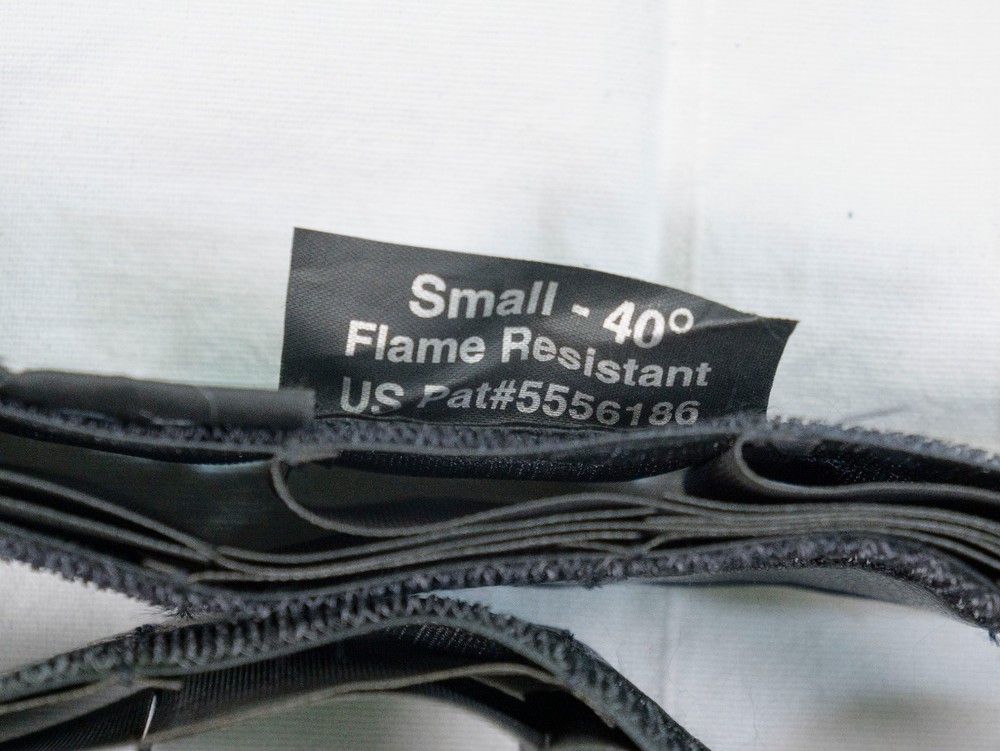 Small - 40°
Flame Resistant
US Pat#5556186